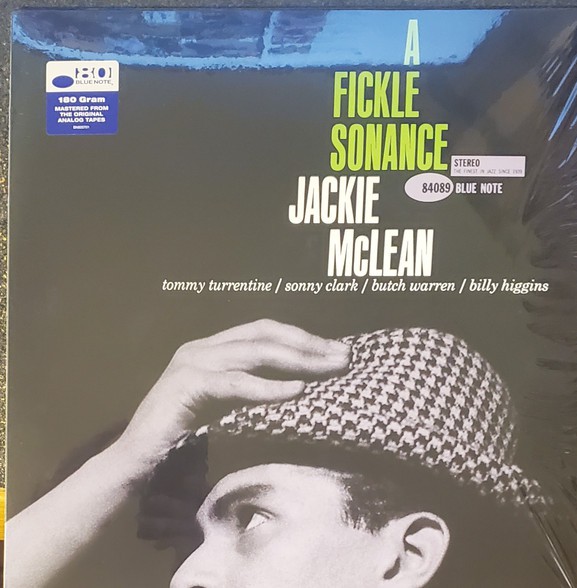 A
FICKLE
SONANCE
JACKIE
McLEAN
STEREO
THE FINEST IN JAZZ SINCE 1939
84089 BLUE NOTE
tommy turrentine / sonny clark / butch warren / billy higgins
80
BLUE NOTE
180 Gram
MASTERED FROM
THE ORIGINAL
ANALOG TAPES